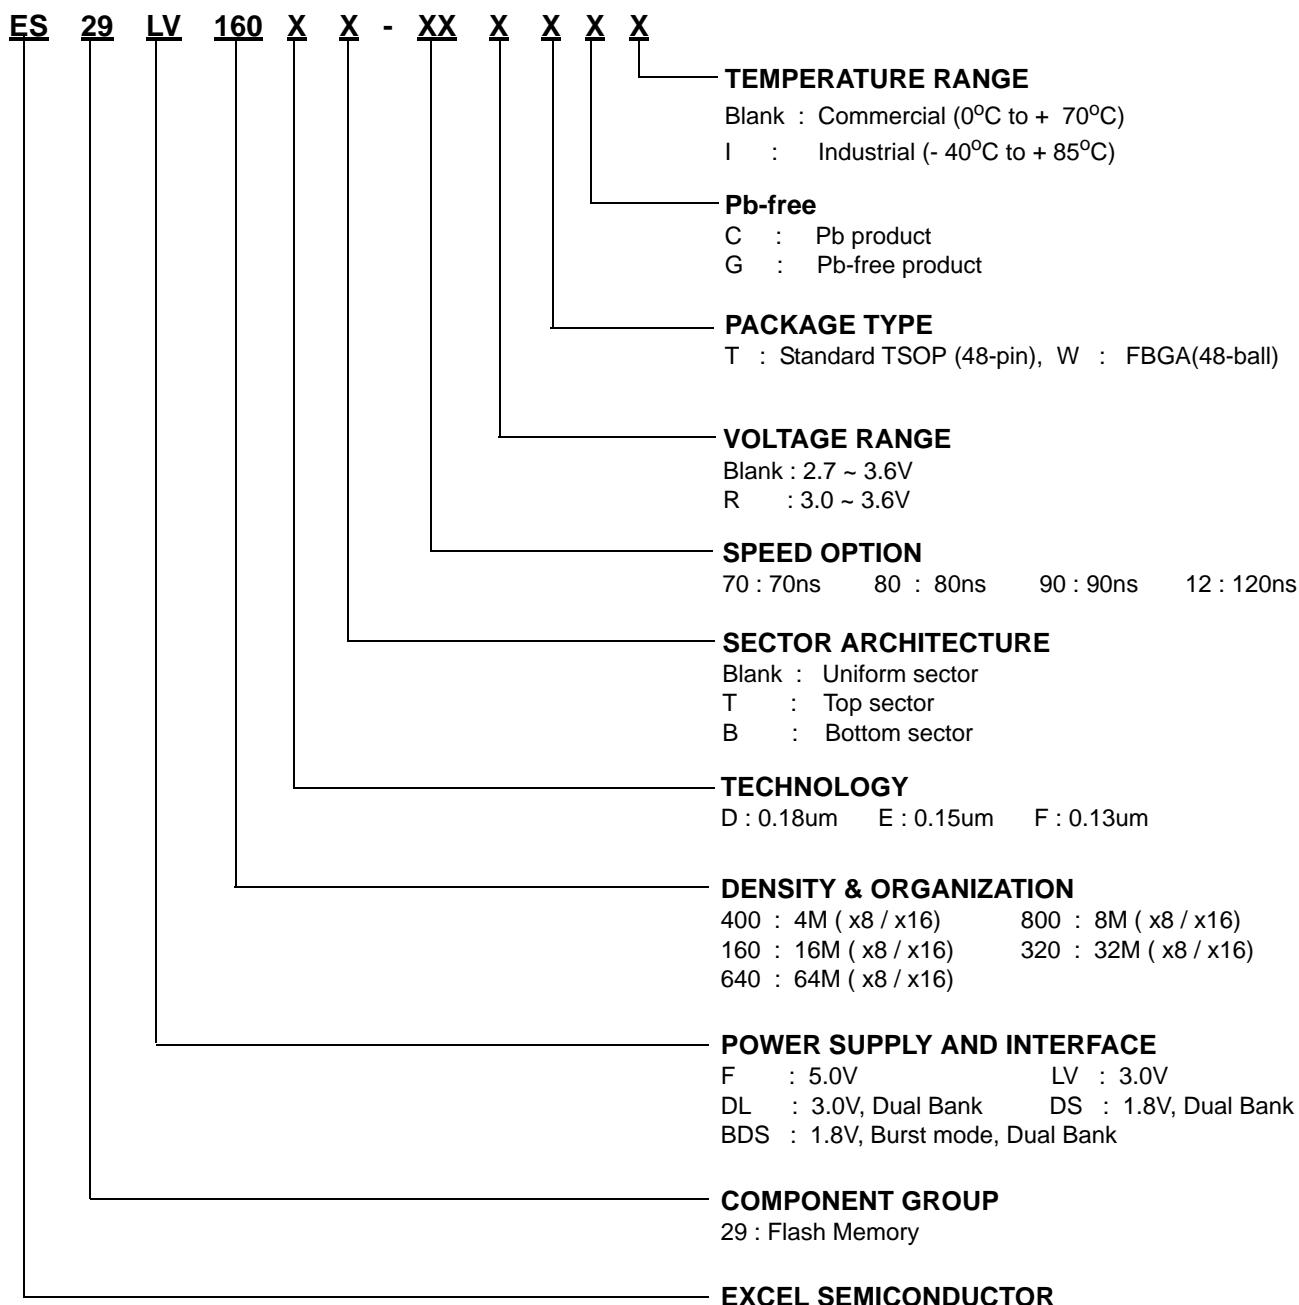 ES 29 LV 160 X X - XX X X X X
TEMPERATURE RANGE
Blank : Commercial (0°C to + 70°C)
I : Industrial (- 40°C to + 85°C)
Pb-free
C : Pb product
G : Pb-free product
PACKAGE TYPE
T : Standard TSOP (48-pin), W : FBGA(48-ball)
VOLTAGE RANGE
Blank : 2.7 ~ 3.6V
R : 3.0 ~ 3.6V
SPEED OPTION
70 : 70ns 80 : 80ns 90 : 90ns 12 : 120ns
SECTOR ARCHITECTURE
Blank : Uniform sector
T : Top sector
B : Bottom sector
TECHNOLOGY
D : 0.18um E : 0.15um F : 0.13um
DENSITY & ORGANIZATION
400 : 4M ( x8 / x16) 800 : 8M ( x8 / x16)
160 : 16M ( x8 / x16) 320 : 32M ( x8 / x16)
640 : 64M ( x8 / x16)
POWER SUPPLY AND INTERFACE
F : 5.0V LV : 3.0V
DL : 3.0V, Dual Bank DS : 1.8V, Dual Bank
BDS : 1.8V, Burst mode, Dual Bank
COMPONENT GROUP
29 : Flash Memory
EXCEL SEMICONDUCTOR